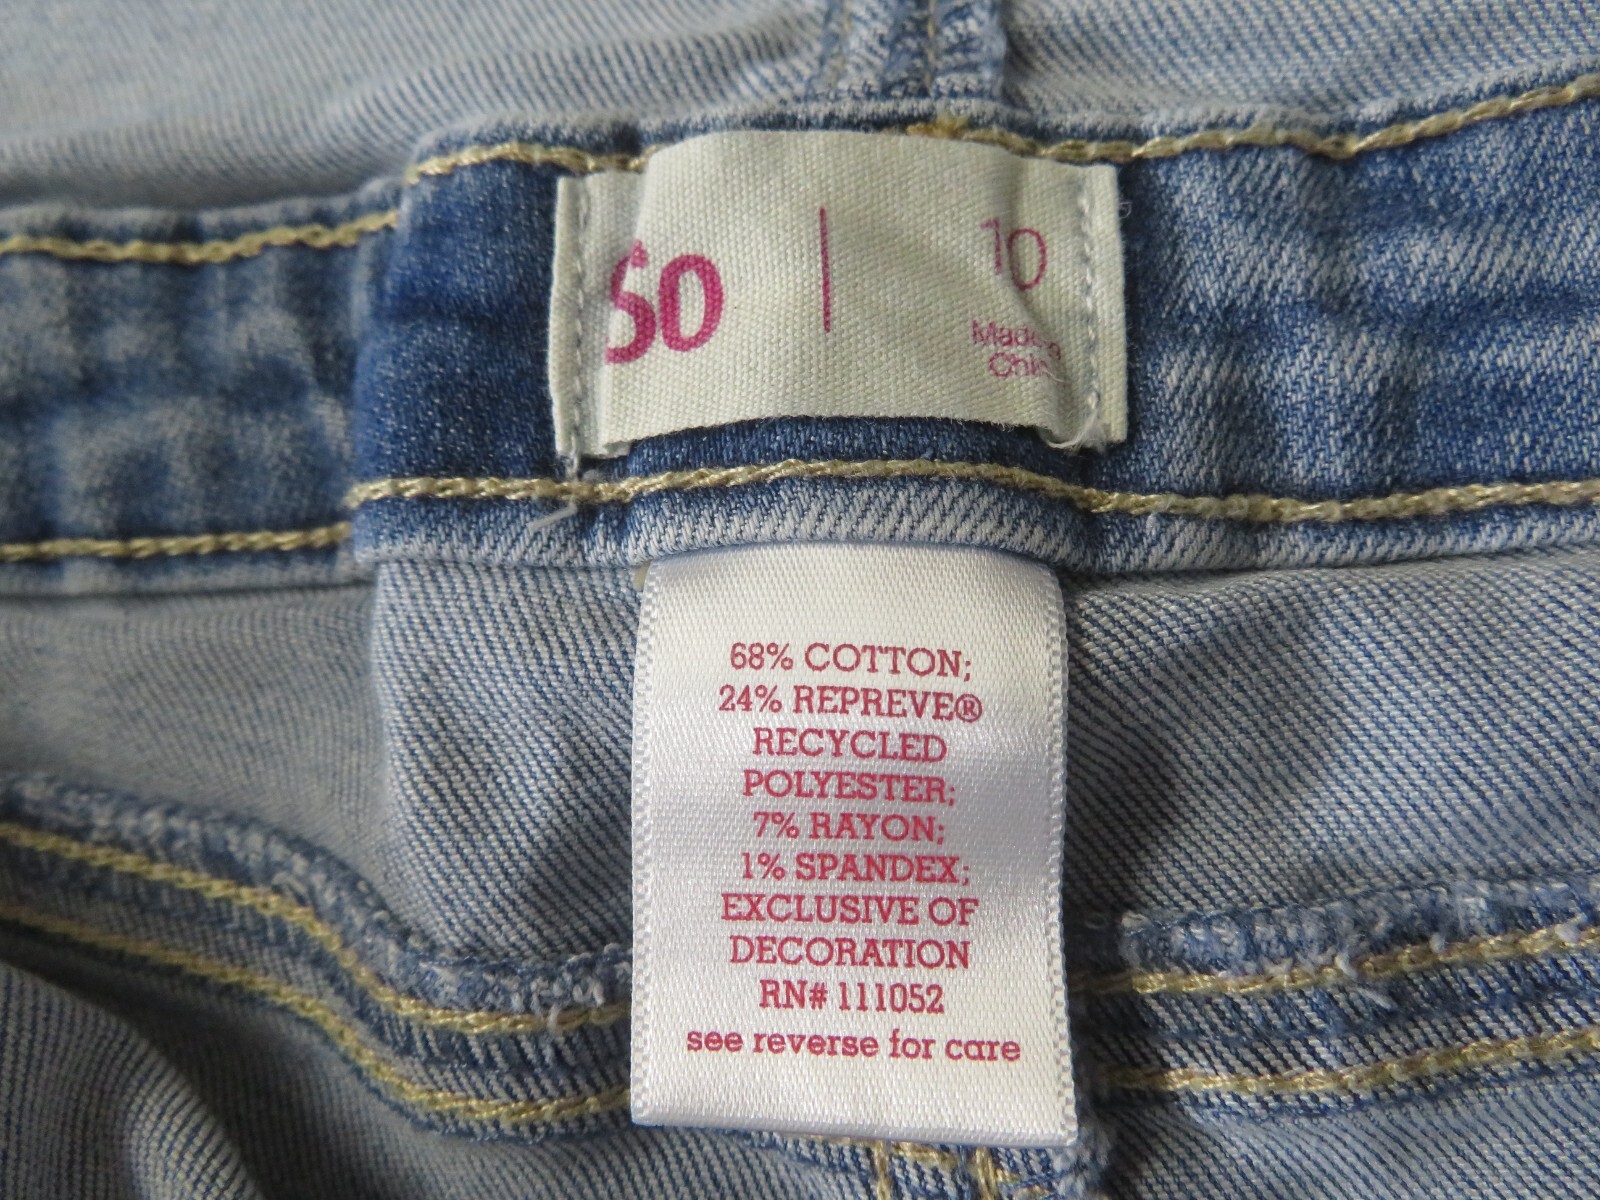 so | 10
Made in
China
68% COTTON;
24% REPREVE®
RECYCLED
POLYESTER;
7% RAYON;
1% SPANDEX;
EXCLUSIVE OF
DECORATION
RN# 111052
see reverse for care